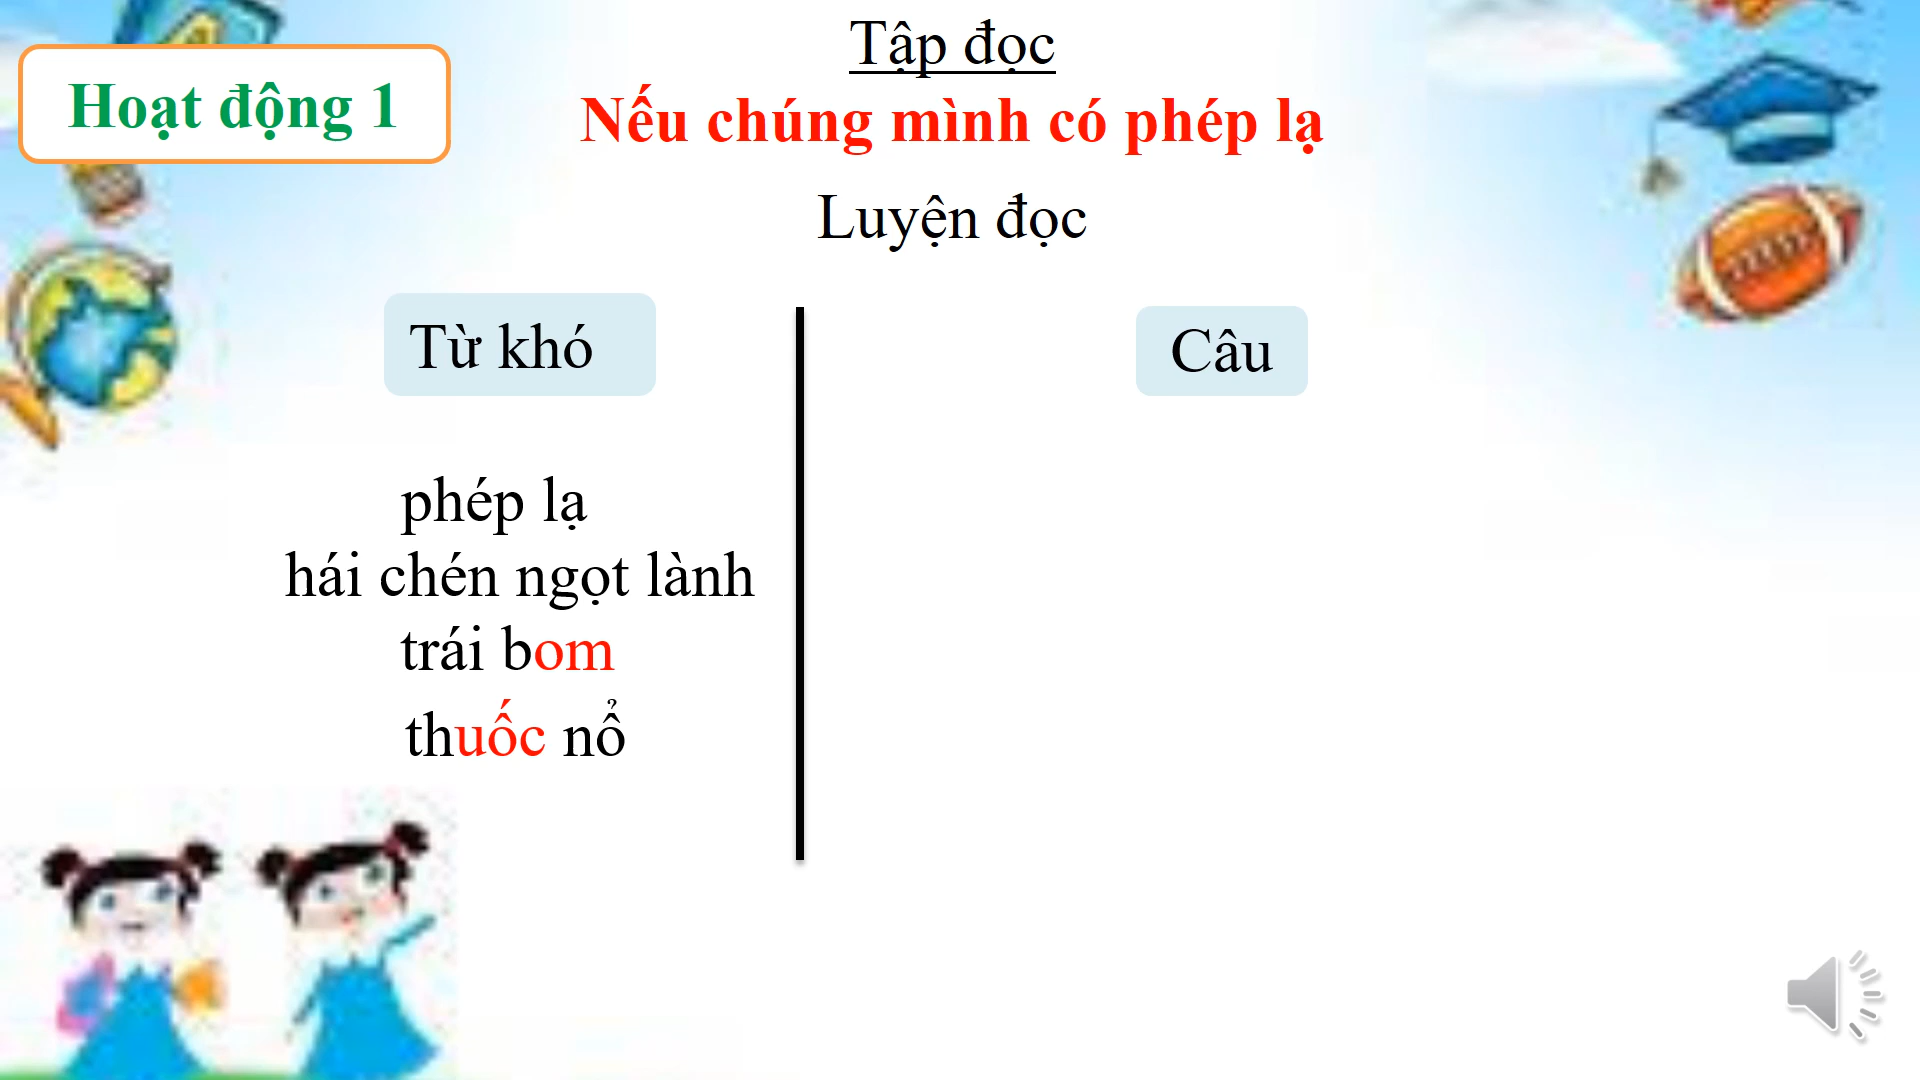 Tập đọc
Hoạt động 1
Nếu chúng mình có phép lạ
Luyện đọc
Từ khó
Câu
phép lạ
hái chén ngọt lành
trái bom
thuốc nổ